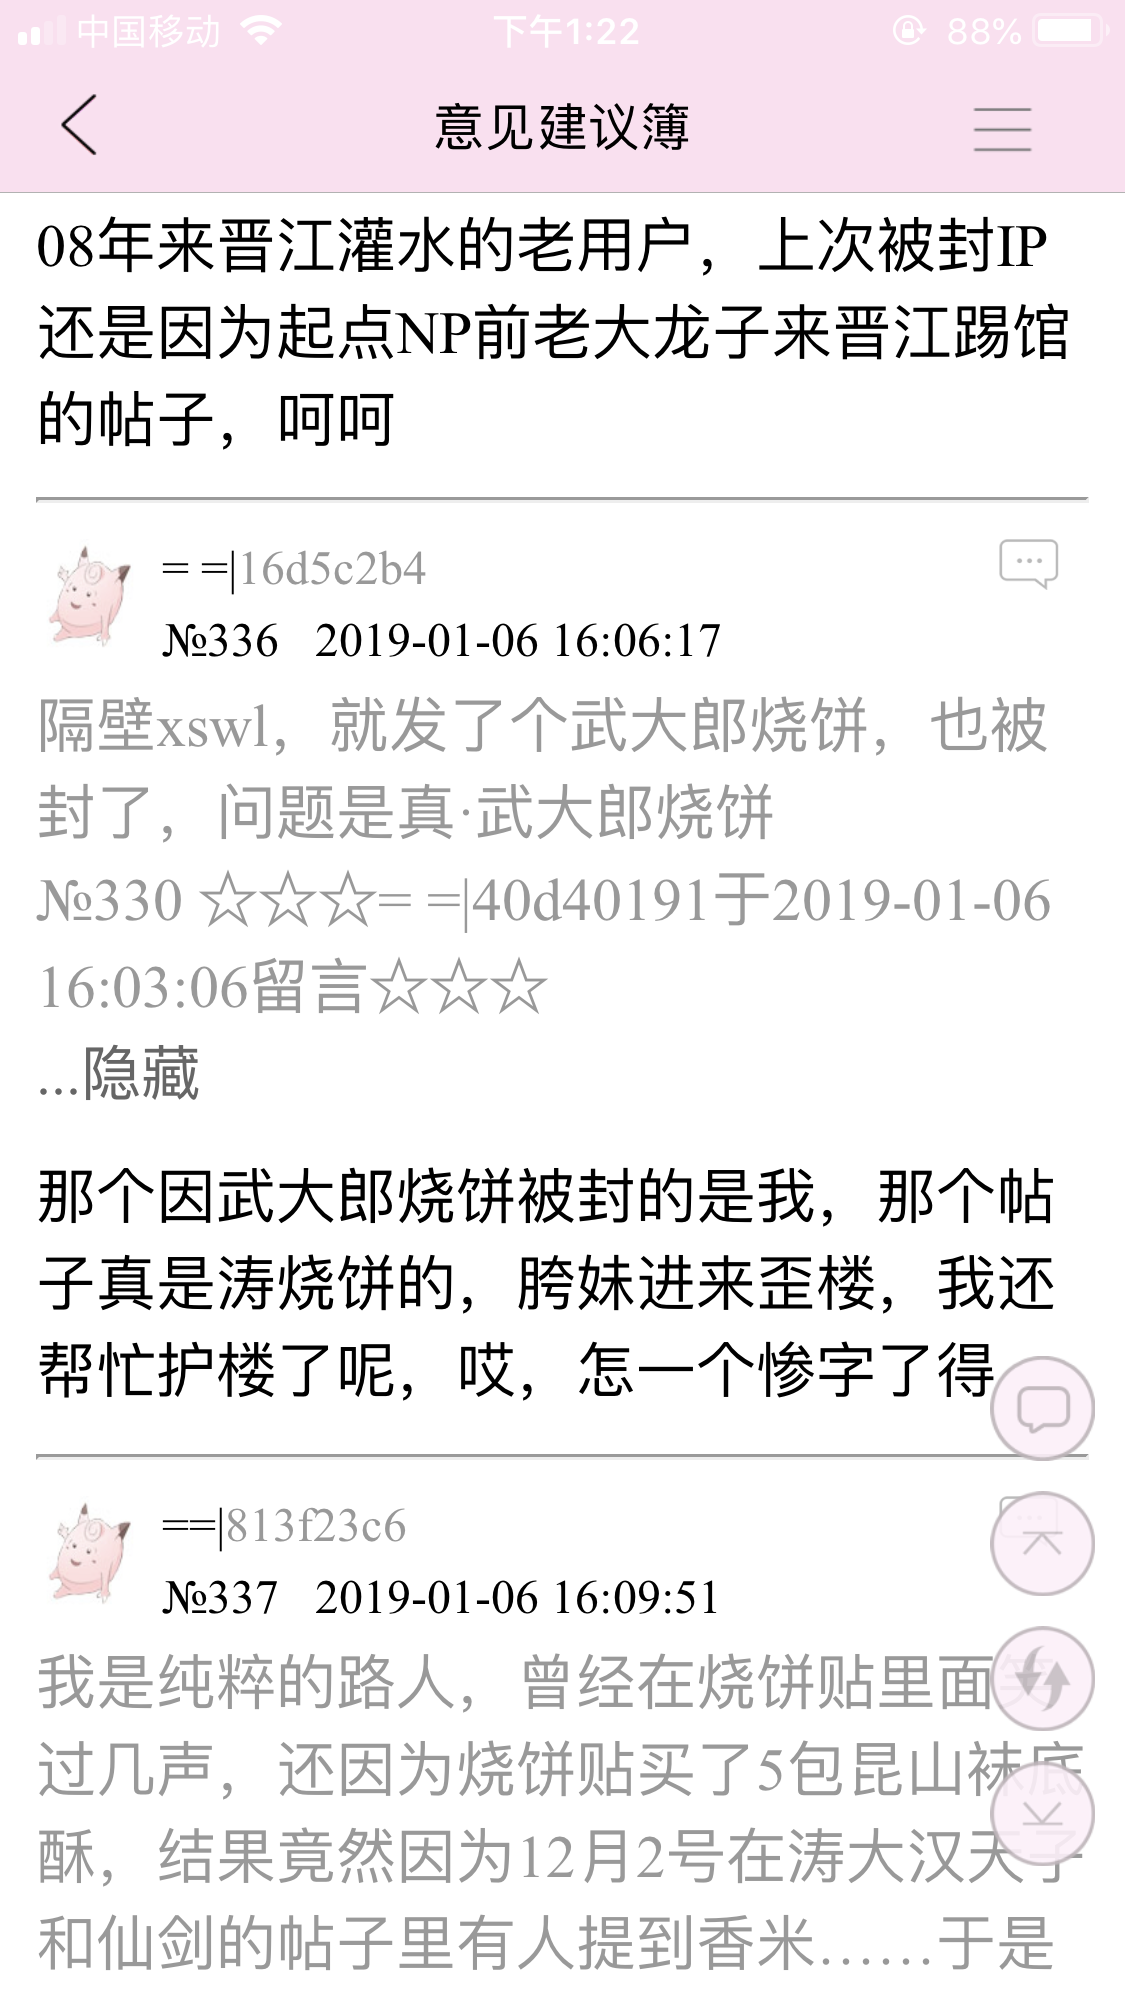 中国移动 下午1:22 88%
意见建议簿
08年来晋江灌水的老用户，上次被封IP
还是因为起点NP前老大龙子来晋江踢馆
的帖子，呵呵
= =|16d5c2b4
№336 2019-01-06 16:06:17
隔壁xswl，就发了个武大郎烧饼，也被
封了，问题是真·武大郎烧饼
№330 ☆☆☆= =|40d40191于2019-01-06
16:03:06留言☆☆☆
...隐藏
那个因武大郎烧饼被封的是我，那个帖
子真是涛烧饼的，胯妹进来歪楼，我还
帮忙护楼了呢，哎，怎一个惨字了得
==|813f23c6
№337 2019-01-06 16:09:51
我是纯粹的路人，曾经在烧饼贴里面笑
过几声，还因为烧饼贴买了5包昆山袜底
酥，结果竟然因为12月2号在涛大汉天子
和仙剑的帖子里有人提到香米……于是